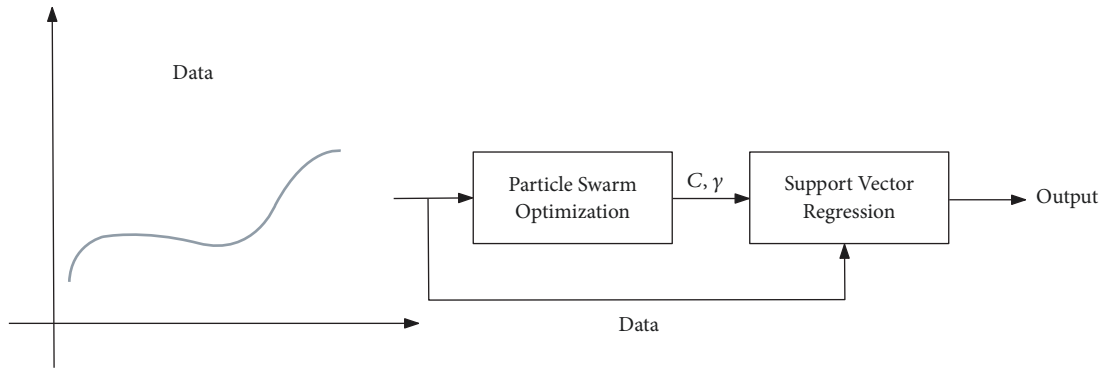 Data
Particle Swarm
Optimization
C, γ
Support Vector
Regression
Output
Data